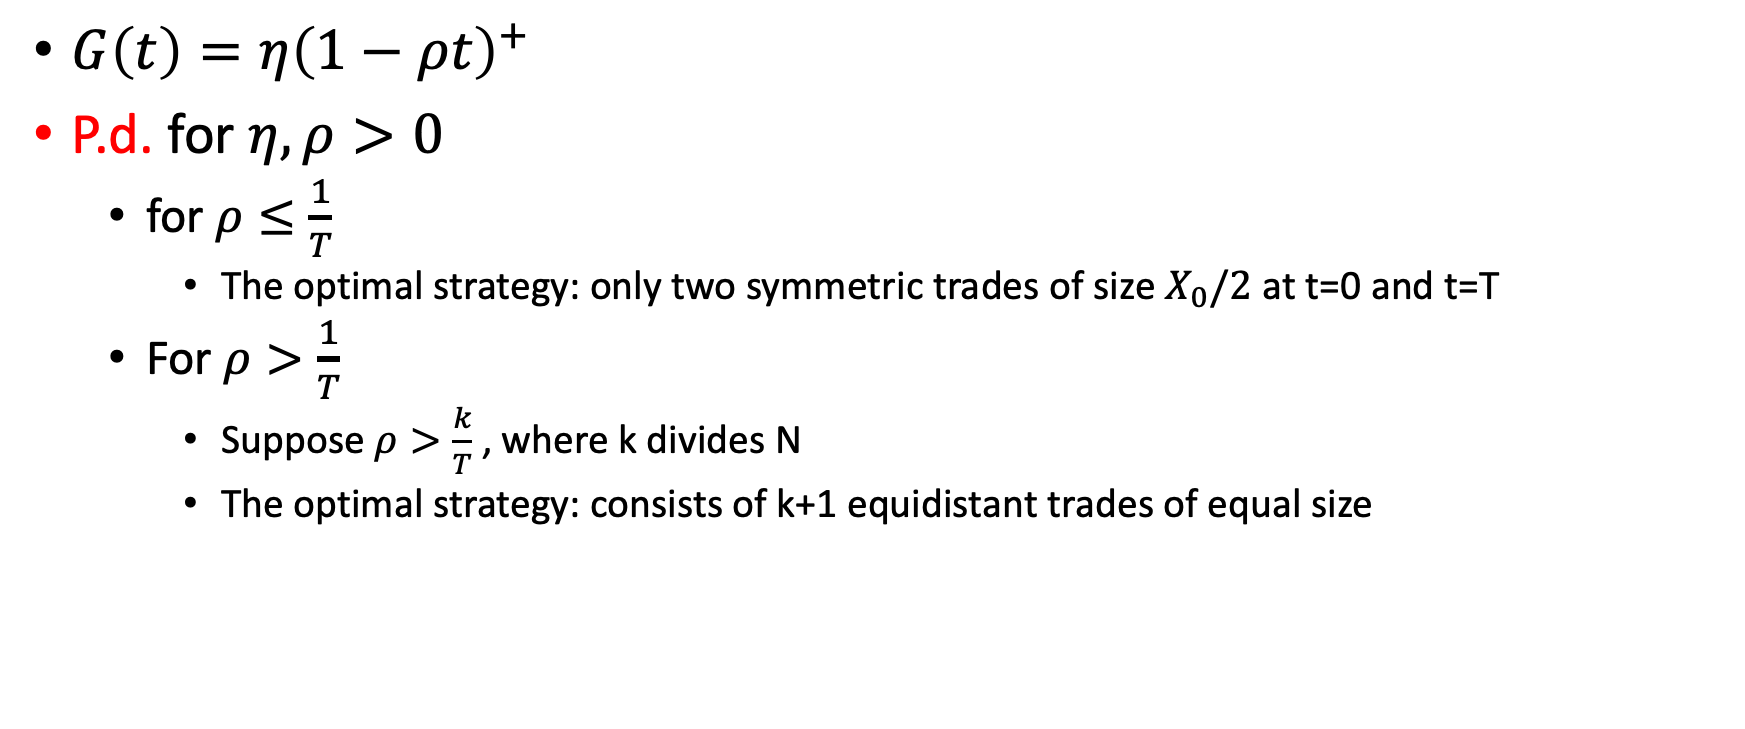 • G(t) = η(1 − ρt)⁺
• P.d. for η, ρ > 0
• for ρ ≤ 1/T
• The optimal strategy: only two symmetric trades of size X₀/2 at t=0 and t=T
• For ρ > 1/T
• Suppose ρ > k/T, where k divides N
• The optimal strategy: consists of k+1 equidistant trades of equal size